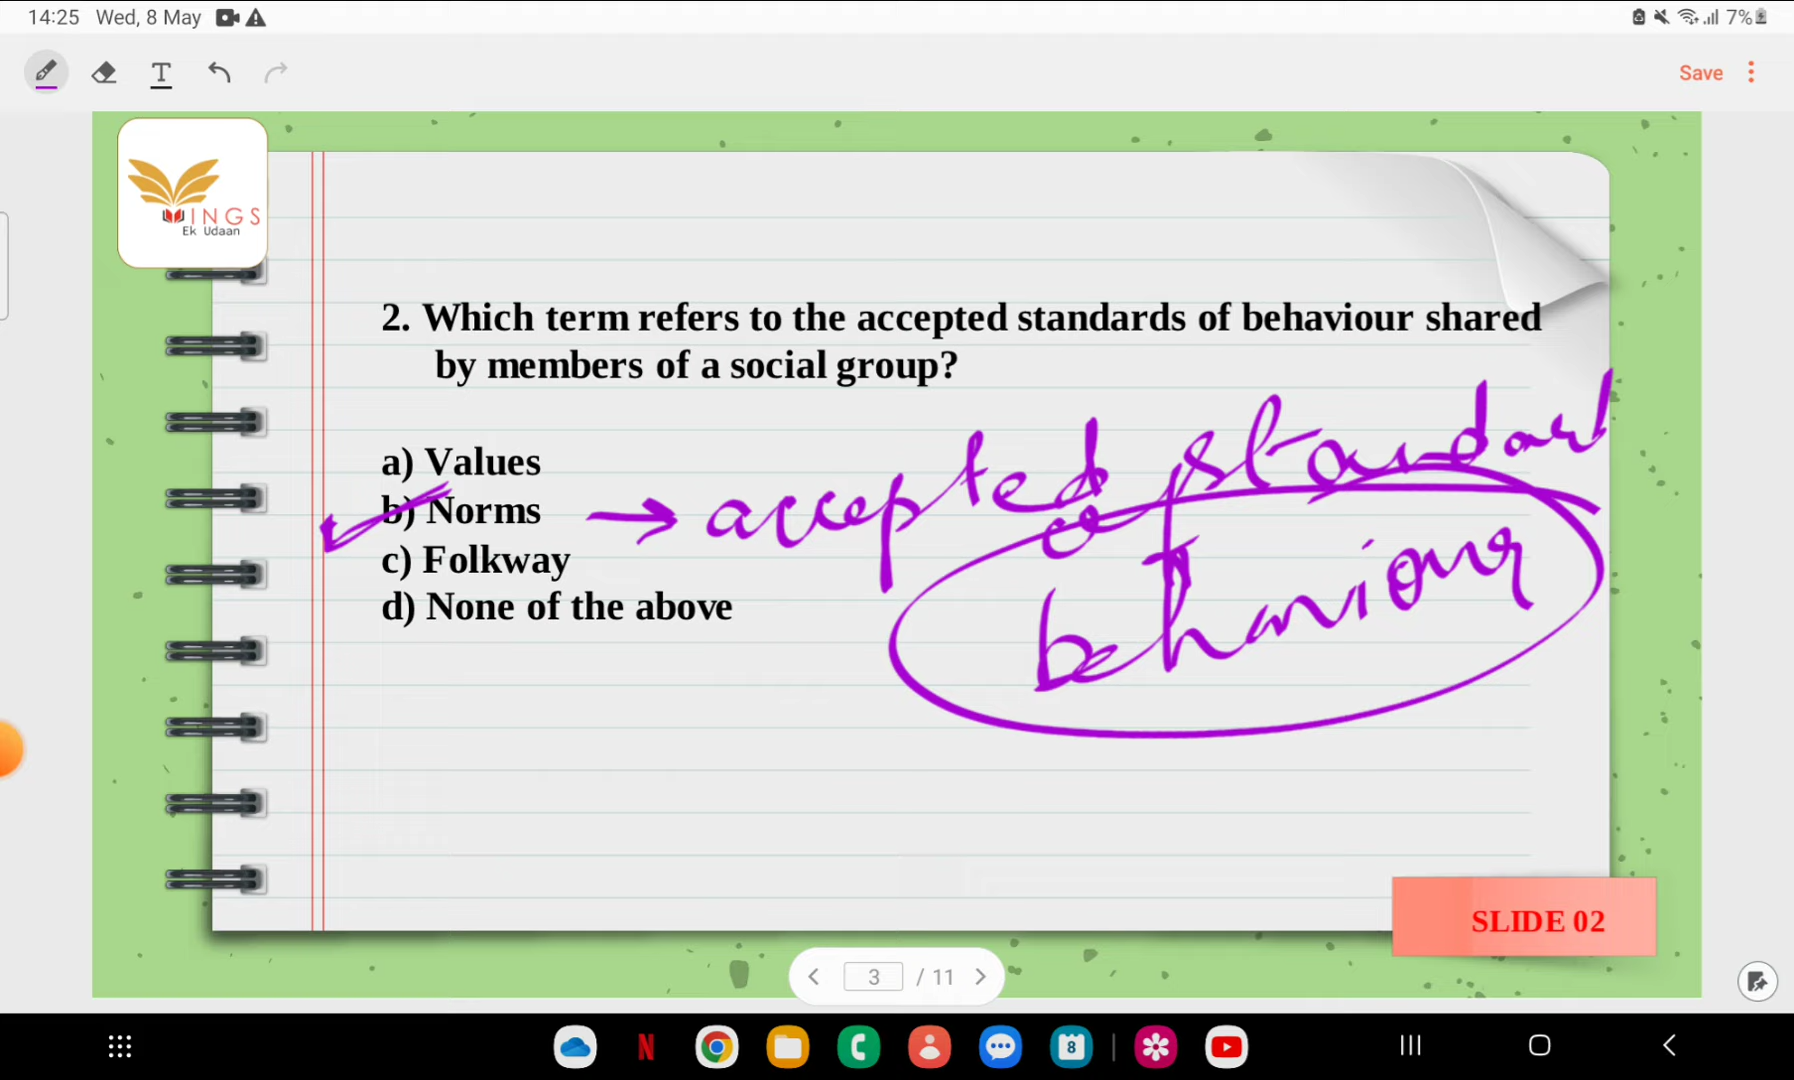 14:25 Wed, 8 May
7%
T
Save
WINGS
Ek Udaan
2. Which term refers to the accepted standards of behaviour shared
by members of a social group?
a) Values
b) Norms → accepted standard
of
c) Folkway
behaviour
d) None of the above
SLIDE 02
3 / 11
N
8